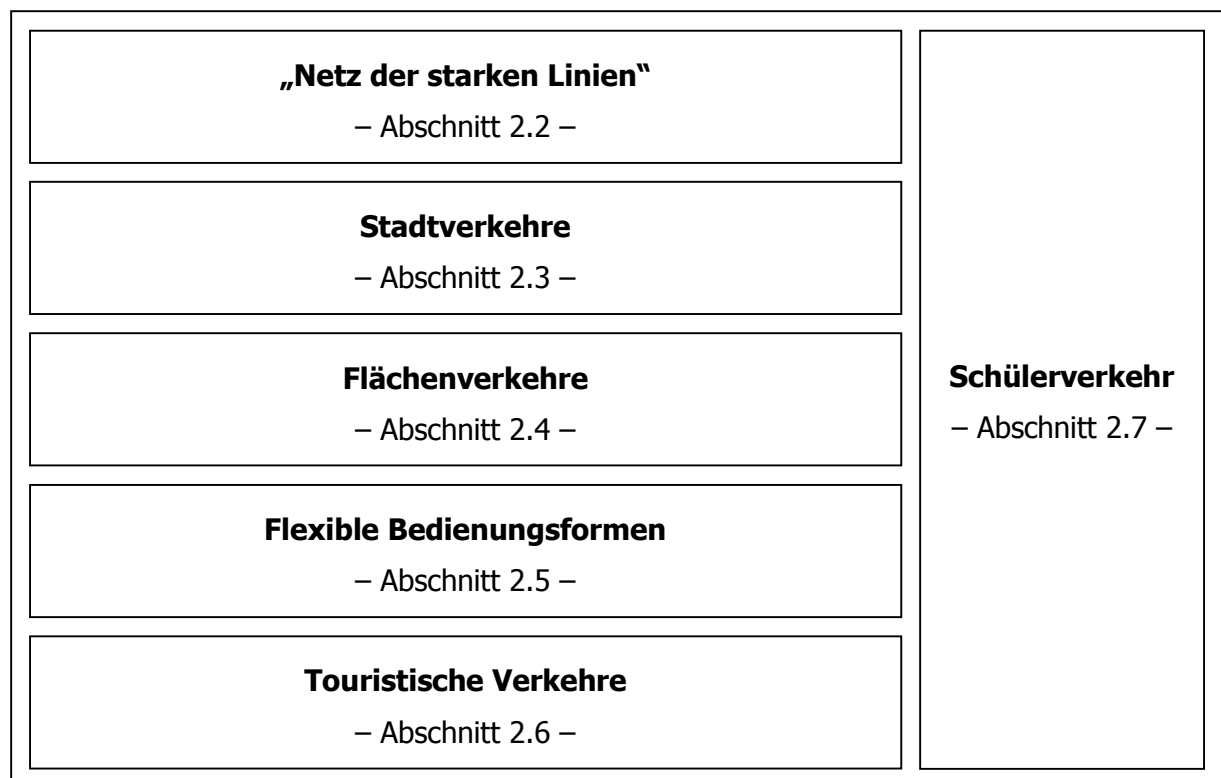 „Netz der starken Linien“
– Abschnitt 2.2 –
Stadtverkehre
– Abschnitt 2.3 –
Flächenverkehre
– Abschnitt 2.4 –
Flexible Bedienungsformen
– Abschnitt 2.5 –
Touristische Verkehre
– Abschnitt 2.6 –
Schülerverkehr
– Abschnitt 2.7 –